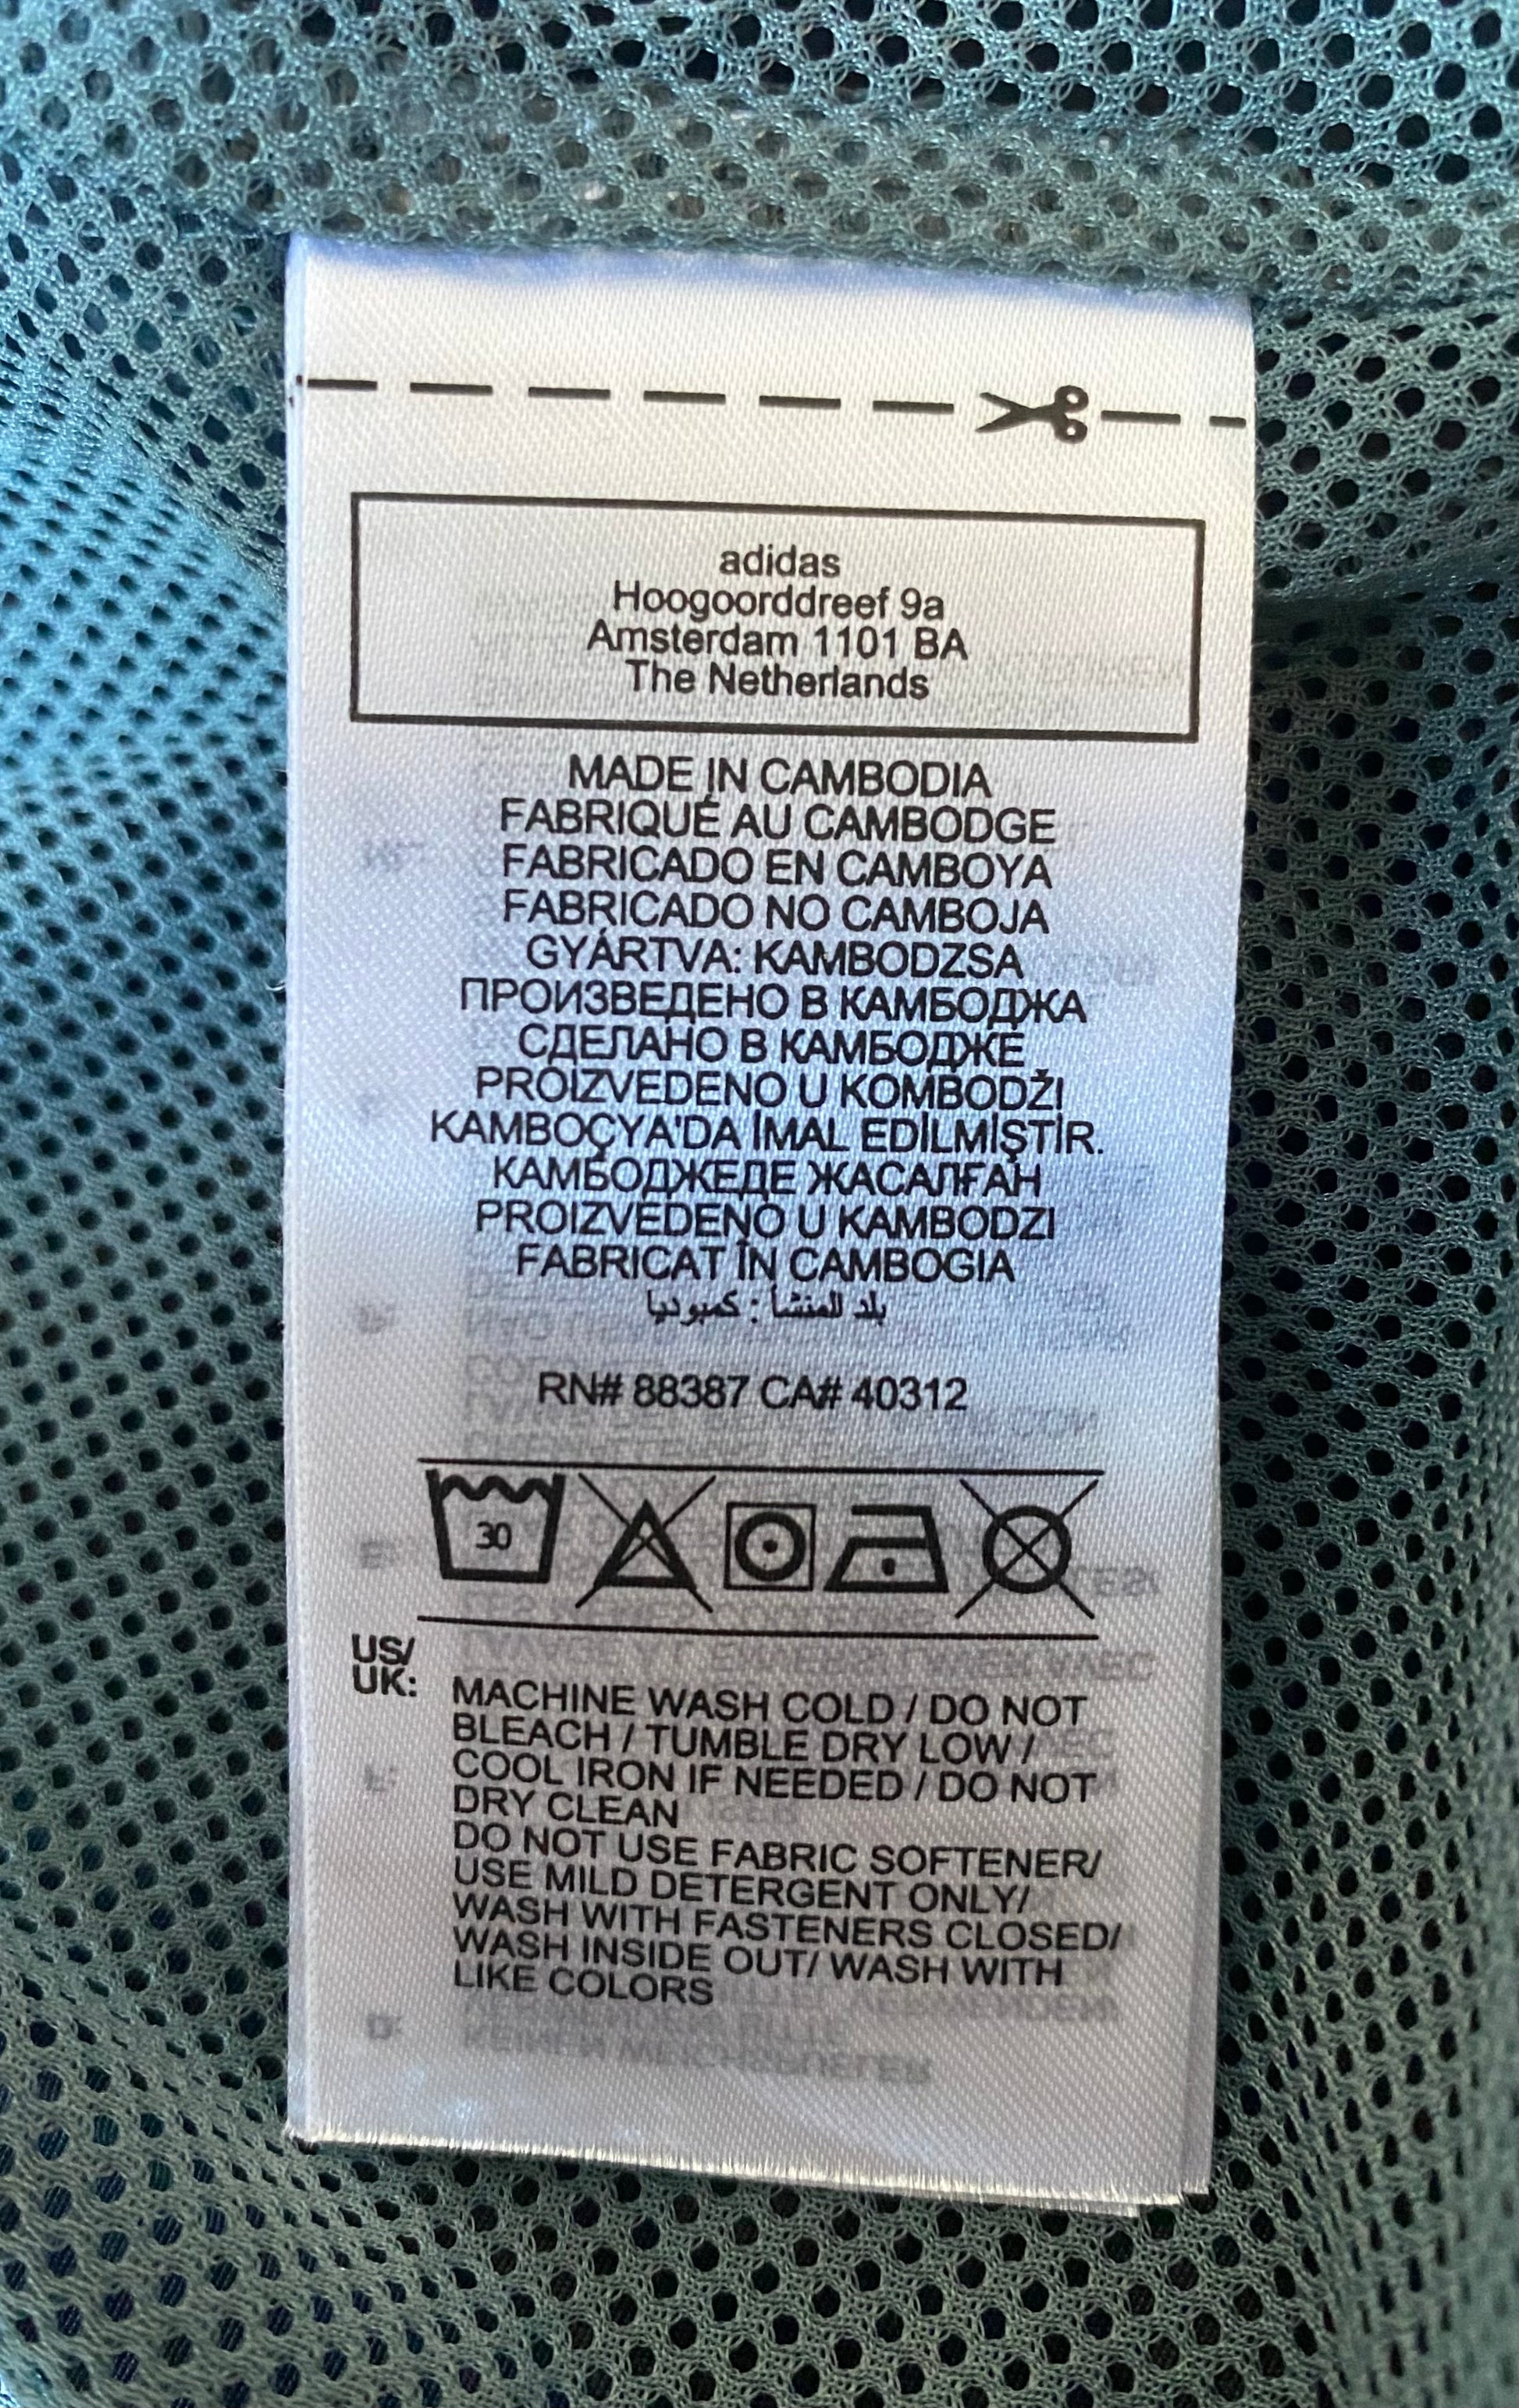 adidas
Hoogoorddreef 9a
Amsterdam 1101 BA
The Netherlands
MADE IN CAMBODIA
FABRIQUÉ AU CAMBODGE
FABRICADO EN CAMBOYA
FABRICADO NO CAMBOJA
GYÁRTVA: KAMBODZSA
ПРОИЗВЕДЕНО В КАМБОДЖА
СДЕЛАНО В КАМБОДЖЕ
PROIZVEDENO U KOMBODŽI
KAMBOÇYA'DA İMAL EDİLMİŞTİR.
КАМБОДЖЕДЕ ЖАСАЛҒАН
PROIZVEDENO U KAMBODZI
FABRICAT ÎN CAMBOGIA
بلد المنشأ : كمبوديا
RN# 88387 CA# 40312
30
US/
UK:
MACHINE WASH COLD / DO NOT
BLEACH / TUMBLE DRY LOW /
COOL IRON IF NEEDED / DO NOT
DRY CLEAN
DO NOT USE FABRIC SOFTENER/
USE MILD DETERGENT ONLY/
WASH WITH FASTENERS CLOSED/
WASH INSIDE OUT/ WASH WITH
LIKE COLORS